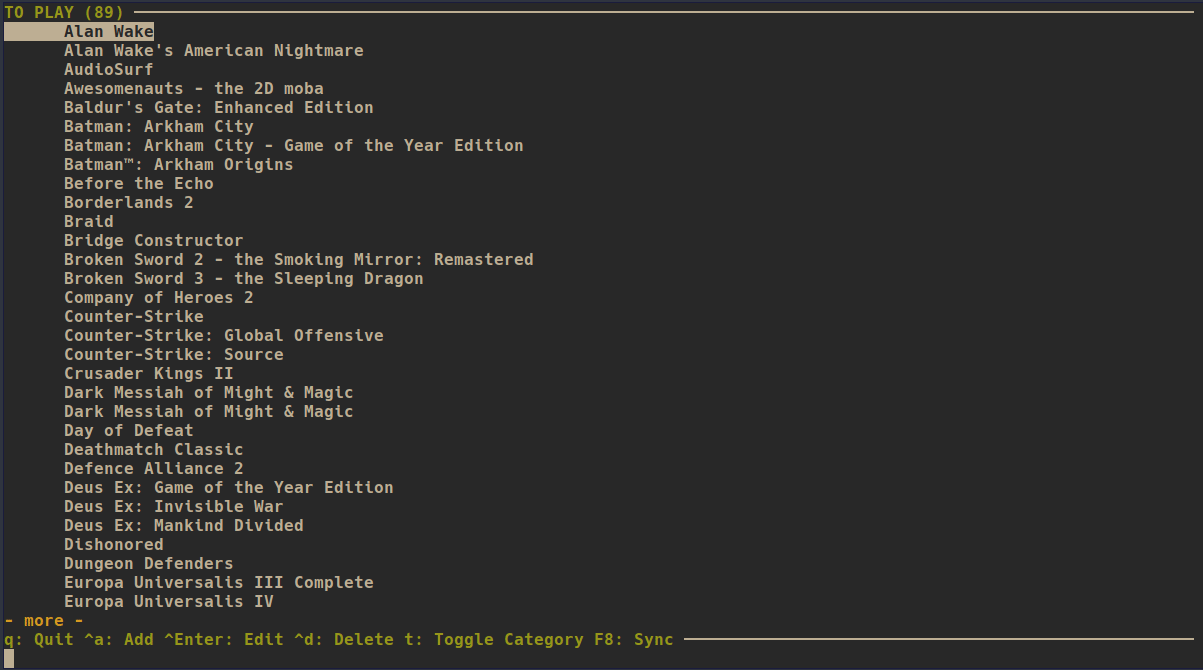 TO PLAY (89)
Alan Wake
Alan Wake's American Nightmare
AudioSurf
Awesomenauts - the 2D moba
Baldur's Gate: Enhanced Edition
Batman: Arkham City
Batman: Arkham City - Game of the Year Edition
Batman™: Arkham Origins
Before the Echo
Borderlands 2
Braid
Bridge Constructor
Broken Sword 2 - the Smoking Mirror: Remastered
Broken Sword 3 - the Sleeping Dragon
Company of Heroes 2
Counter-Strike
Counter-Strike: Global Offensive
Counter-Strike: Source
Crusader Kings II
Dark Messiah of Might & Magic
Dark Messiah of Might & Magic
Day of Defeat
Deathmatch Classic
Defence Alliance 2
Deus Ex: Game of the Year Edition
Deus Ex: Invisible War
Deus Ex: Mankind Divided
Dishonored
Dungeon Defenders
Europa Universalis III Complete
Europa Universalis IV
- more -
q: Quit ^a: Add ^Enter: Edit ^d: Delete t: Toggle Category F8: Sync